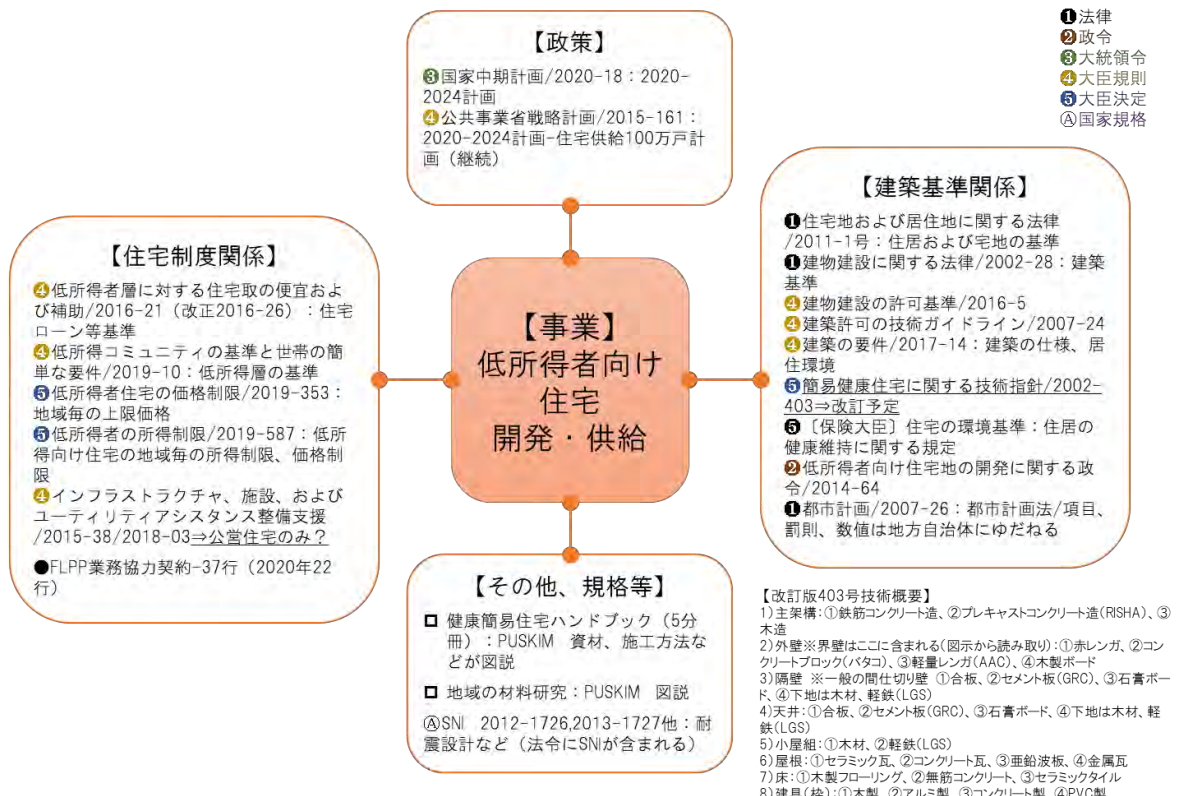 ❶法律
❷政令
❸大統領令
❹大臣規則
❺大臣決定
Ⓐ国家規格
【政策】
❸国家中期計画/2020-18：2020-
2024計画
❹公共事業省戦略計画/2015-161：
2020-2024計画-住宅供給100万戸計
画（継続）
【住宅制度関係】
❹低所得者層に対する住宅取の便宜およ
び補助/2016-21（改正2016-26）：住宅
ローン等基準
❹低所得コミュニティの基準と世帯の簡
単な要件/2019-10：低所得層の基準
❺低所得者住宅の価格制限/2019-353：
地域毎の上限価格
❺低所得者の所得制限/2019-587：低所
得向け住宅の地域毎の所得制限、価格制
限
❹インフラストラクチャ、施設、および
ユーティリティアシスタンス整備支援
/2015-38/2018-03⇒公営住宅のみ？
●FLPP業務協力契約-37行（2020年22
行）
【事業】
低所得者向け
住宅
開発・供給
【建築基準関係】
❶住宅地および居住地に関する法律
/2011-1号：住居および宅地の基準
❶建物建設に関する法律/2002-28：建築
基準
❹建物建設の許可基準/2016-5
❹建築許可の技術ガイドライン/2007-24
❹建築の要件/2017-14：建築の仕様、居
住環境
❺簡易健康住宅に関する技術指針/2002-
403⇒改訂予定
❺〔保険大臣〕住宅の環境基準：住居の
健康維持に関する規定
❷低所得者向け住宅地の開発に関する政
令/2014-64
❶都市計画/2007-26：都市計画法/項目、
罰則、数値は地方自治体にゆだねる
【その他、規格等】
健康簡易住宅ハンドブック（5分
冊）：PUSKIM 資材、施工方法な
どが図説
地域の材料研究：PUSKIM 図説
ⒶSNI 2012-1726,2013-1727他：耐
震設計など（法令にSNIが含まれる）
【改訂版403号技術概要】
1)主架構：①鉄筋コンクリート造、②プレキャストコンクリート造(RISHA)、③
木造
2)外壁※界壁はここに含まれる(図示から読み取り)：①赤レンガ、②コン
クリートブロック(バタコ)、③軽量レンガ(AAC)、④木製ボード
3)隔壁 ※一般の間仕切り壁 ①合板、②セメント板(GRC)、③石膏ボー
ド、④下地は木材、軽鉄(LGS)
4)天井：①合板、②セメント板(GRC)、③石膏ボード、④下地は木材、軽
鉄(LGS)
5)小屋組：①木材、②軽鉄(LGS)
6)屋根：①セラミック瓦、②コンクリート瓦、③亜鉛波板、④金属瓦
7)床：①木製フローリング、②無筋コンクリート、③セラミックタイル
8)建具(枠)：①木製、②アルミ製、③コンクリート製、④PVC製